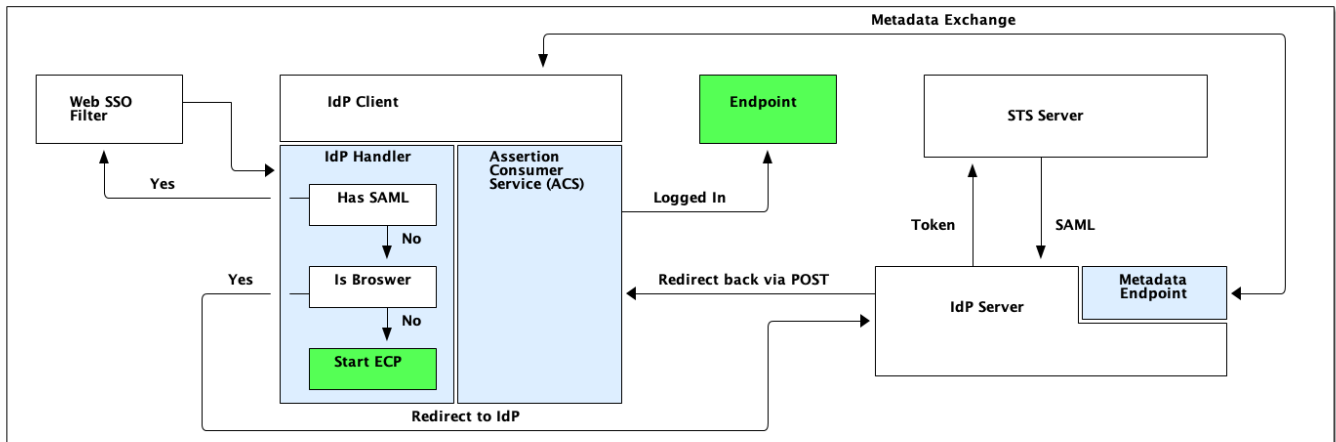 Metadata Exchange
Web SSO
Filter
IdP Client
Endpoint
STS Server
IdP Handler
Assertion
Consumer
Service (ACS)
Yes
Has SAML
Logged In
No
Token
SAML
Yes
Is Broswer
Redirect back via POST
Metadata
Endpoint
IdP Server
No
Start ECP
Redirect to IdP